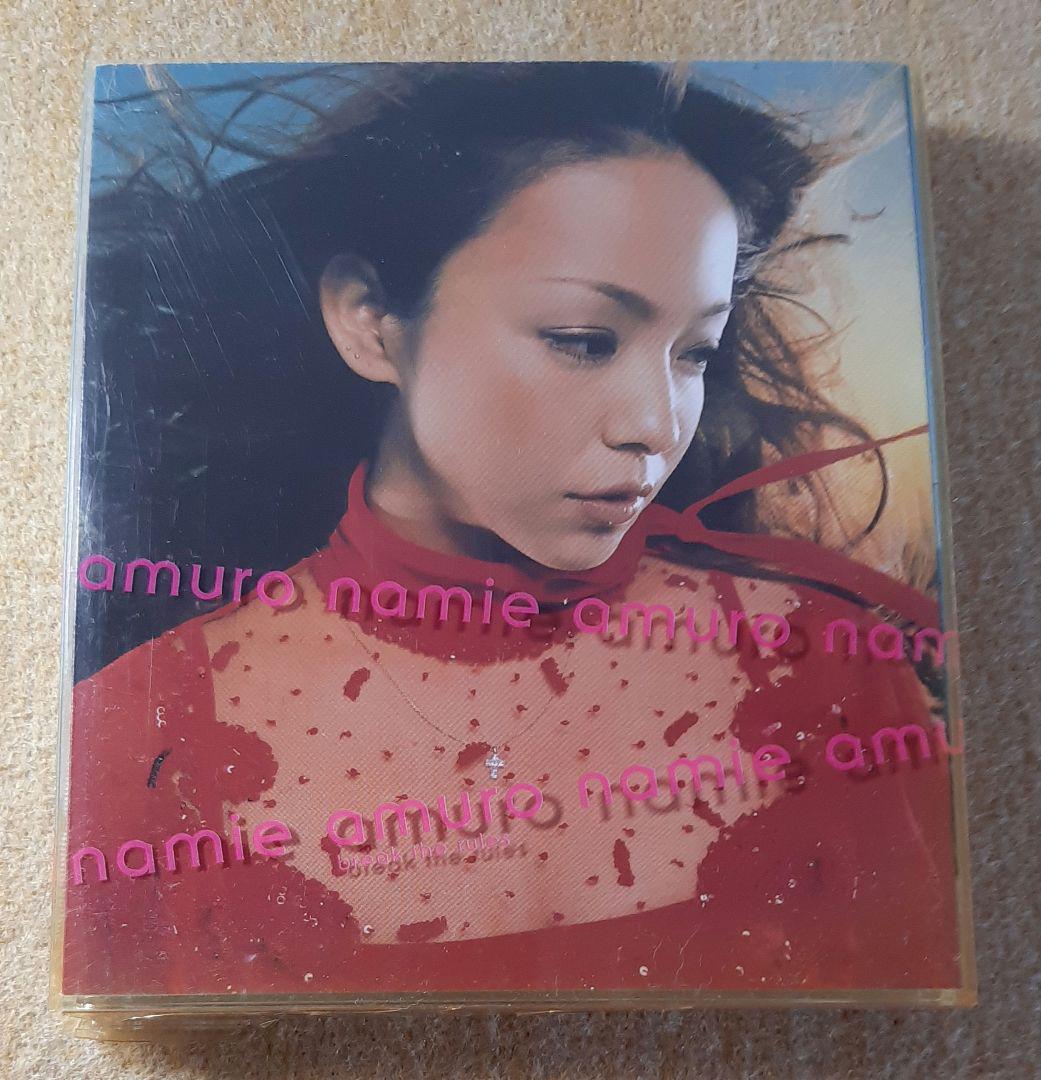 amuro namie amuro nam
namie amuro namie amu
break the rules